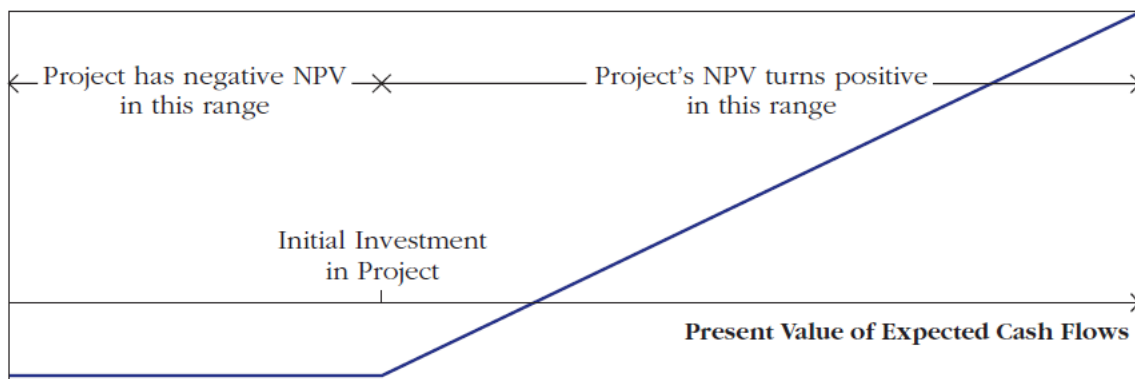 Project has negative NPV
in this range
Project's NPV turns positive
in this range
Initial Investment
in Project
Present Value of Expected Cash Flows